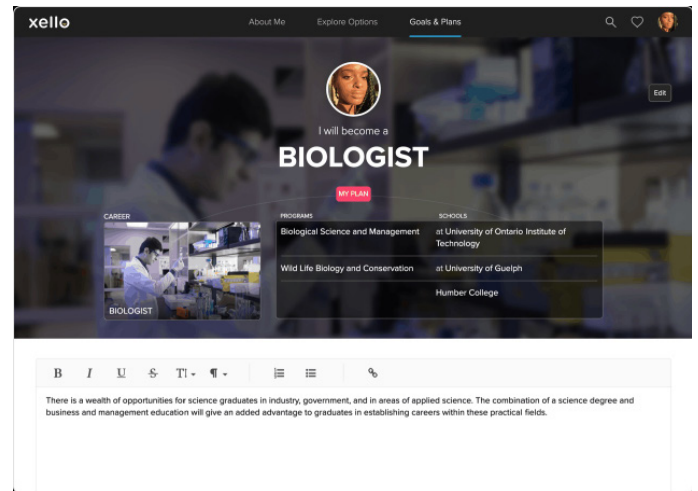 xello
About Me
Explore Options
Goals & Plans
Edit
I will become a
BIOLOGIST
MY PLAN
CAREER
BIOLOGIST
PROGRAMS
SCHOOLS
Biological Science and Management
at University of Ontario Institute of
Technology
Wild Life Biology and Conservation
at University of Guelph
Humber College
B I U S T¶ ¶
There is a wealth of opportunities for science graduates in industry, government, and in areas of applied science. The combination of a science degree and
business and management education will give an added advantage to graduates in establishing careers within these practical fields.